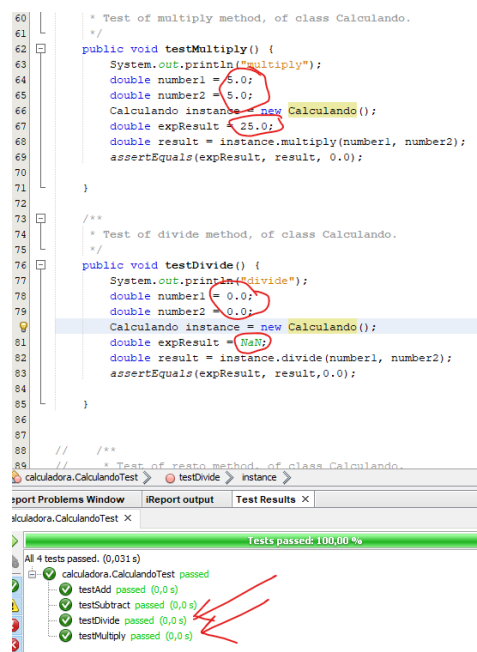 60 * Test of multiply method, of class Calculando.
61 */
62 public void testMultiply() {
63 System.out.println("multiply");
64 double number1 = 5.0;
65 double number2 = 5.0;
66 Calculando instance = new Calculando();
67 double expResult = 25.0;
68 double result = instance.multiply(number1, number2);
69 assertEquals(expResult, result, 0.0);
70
71 }
72
73 /**
74 * Test of divide method, of class Calculando.
75 */
76 public void testDivide() {
77 System.out.println("divide");
78 double number1 = 0.0;
79 double number2 = 0.0;
Calculando instance = new Calculando();
81 double expResult = NaN;
82 double result = instance.divide(number1, number2);
83 assertEquals(expResult, result,0.0);
84
85 }
86
87
88 // /**
89 // * Test of resto method, of class Calculando.
calculadora.CalculandoTest testDivide instance
eport Problems Window iReport output Test Results ×
alculadora.CalculandoTest ×
Tests passed: 100,00 %
All 4 tests passed. (0,031 s)
calculadora.CalculandoTest passed
testAdd passed (0,0 s)
testSubtract passed (0,0 s)
testDivide passed (0,0 s)
testMultiply passed (0,0 s)